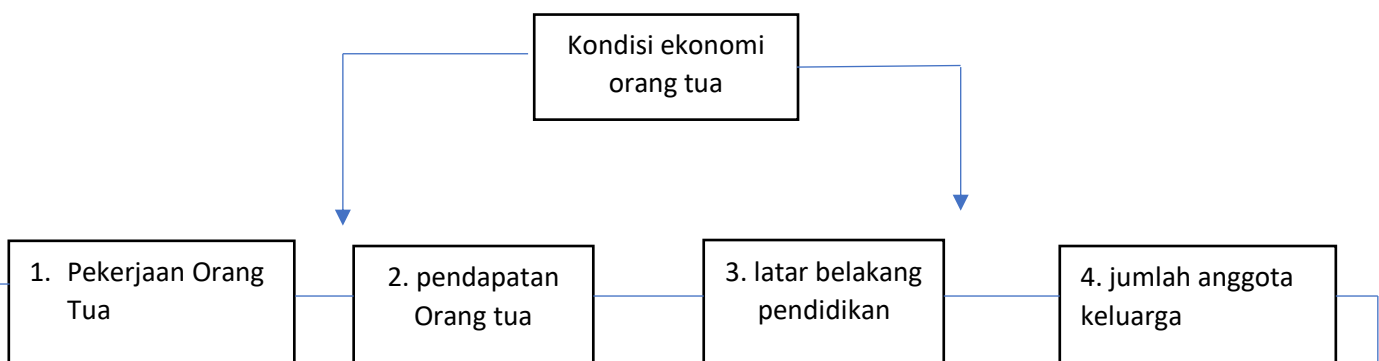 Kondisi ekonomi
orang tua
1. Pekerjaan Orang
Tua
2. pendapatan
Orang tua
3. latar belakang
pendidikan
4. jumlah anggota
keluarga